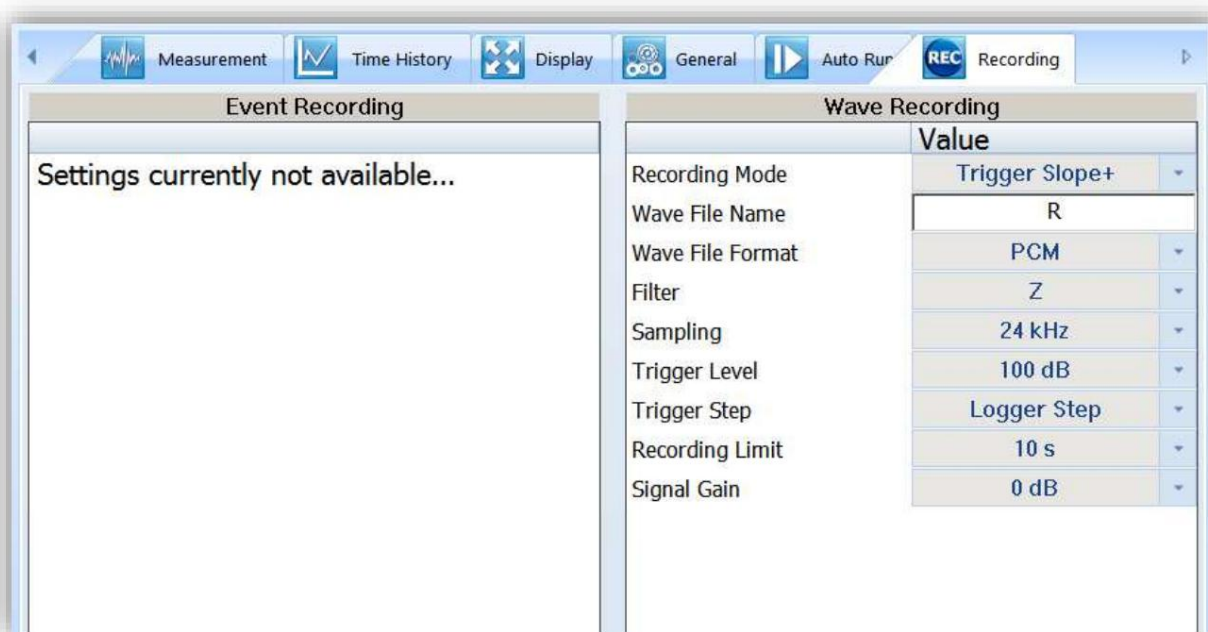 Measurement Time History Display General Auto Run REC Recording
Event Recording
Settings currently not available...
Wave Recording
Value
Recording Mode Trigger Slope+
Wave File Name R
Wave File Format PCM
Filter Z
Sampling 24 kHz
Trigger Level 100 dB
Trigger Step Logger Step
Recording Limit 10 s
Signal Gain 0 dB